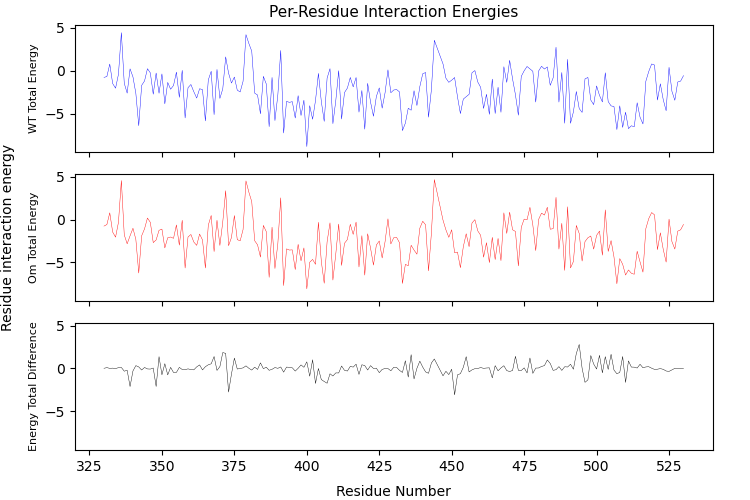 Per-Residue Interaction Energies
Residue interaction energy
WT Total Energy
5
0
−5
Om Total Energy
5
0
−5
Energy Total Difference
5
0
−5
325 350 375 400 425 450 475 500 525
Residue Number